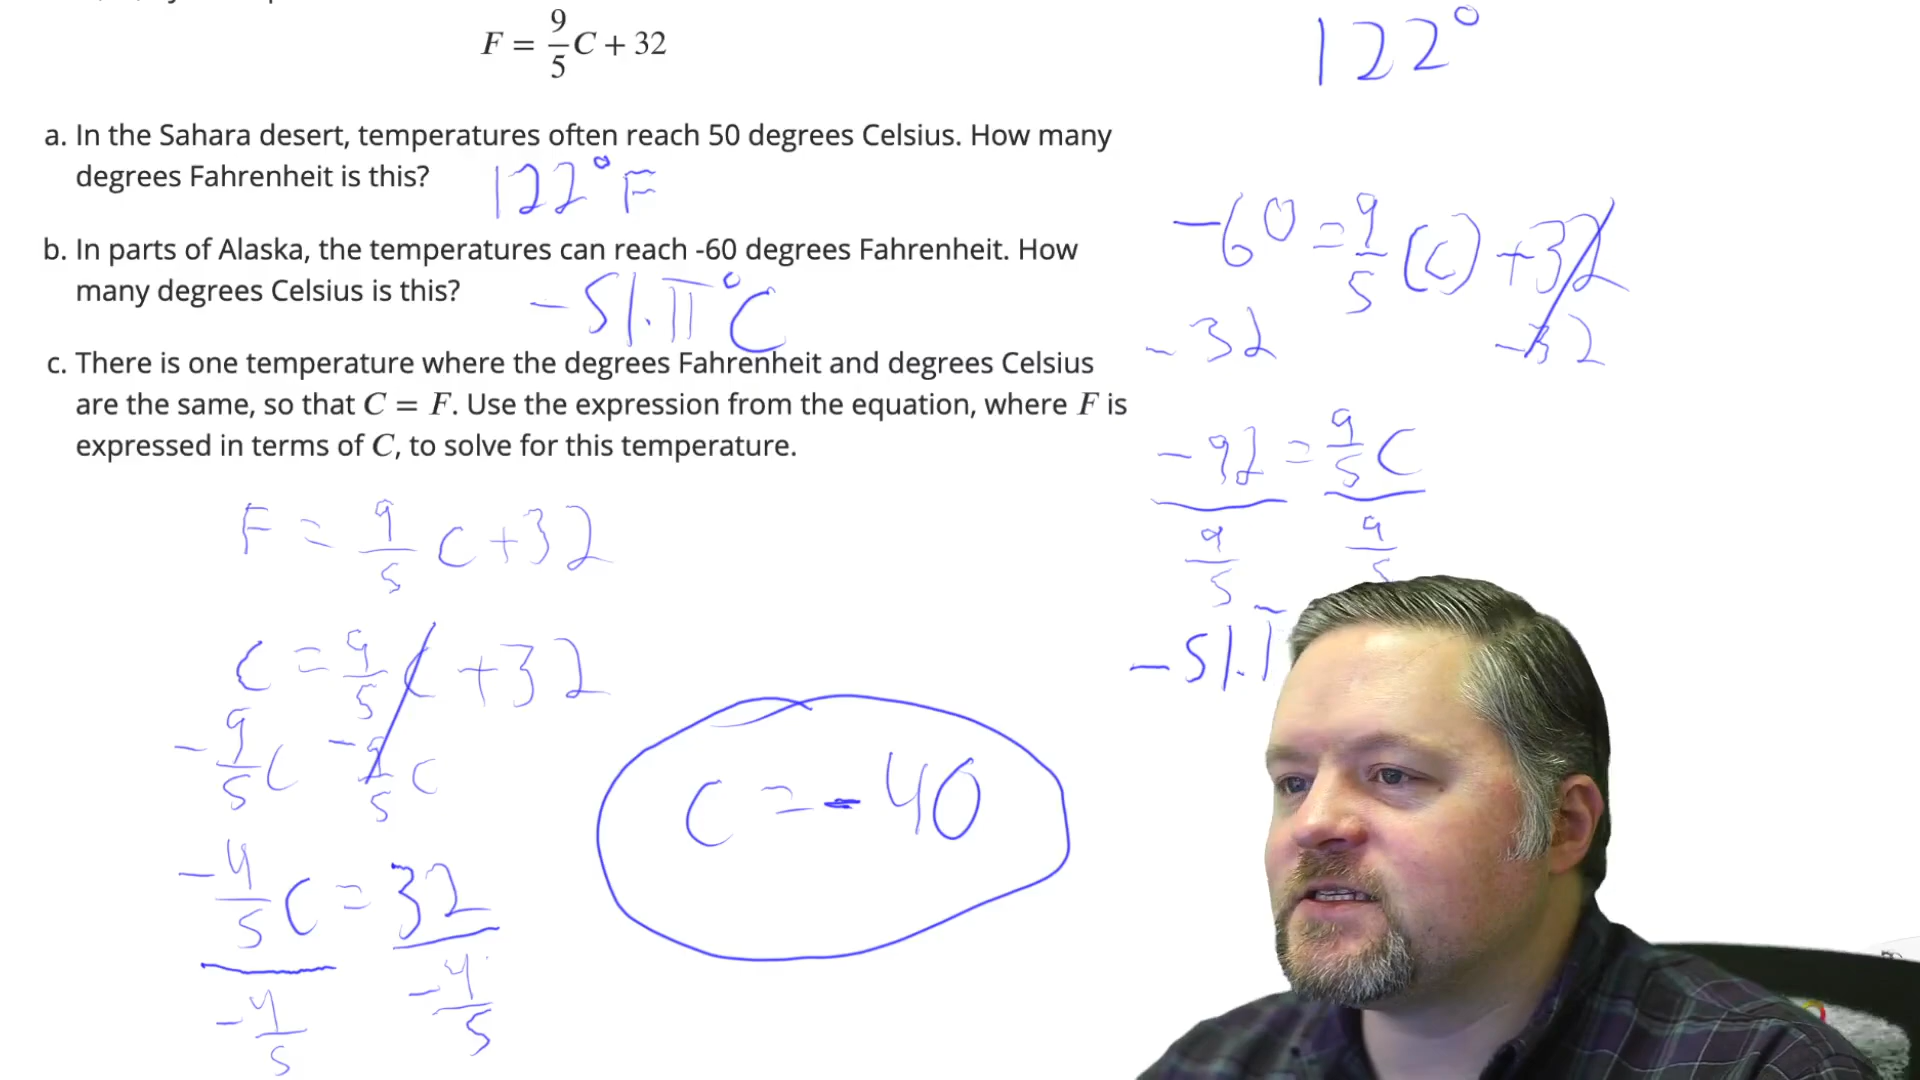 F = 9/5 C + 32
122°
a. In the Sahara desert, temperatures often reach 50 degrees Celsius. How many
degrees Fahrenheit is this? 122°F
b. In parts of Alaska, the temperatures can reach -60 degrees Fahrenheit. How
many degrees Celsius is this? -51.11°C
c. There is one temperature where the degrees Fahrenheit and degrees Celsius
are the same, so that C = F. Use the expression from the equation, where F is
expressed in terms of C, to solve for this temperature.
-60 = 9/5 (C) + 32
-32 -32
-92 = 9/5 C
9/5 9/5
-51.1
F = 9/5 C + 32
C = 9/5 C + 32
-9/5 C -9/5 C
-4/5 C = 32
-4/5 -4/5
C = -40